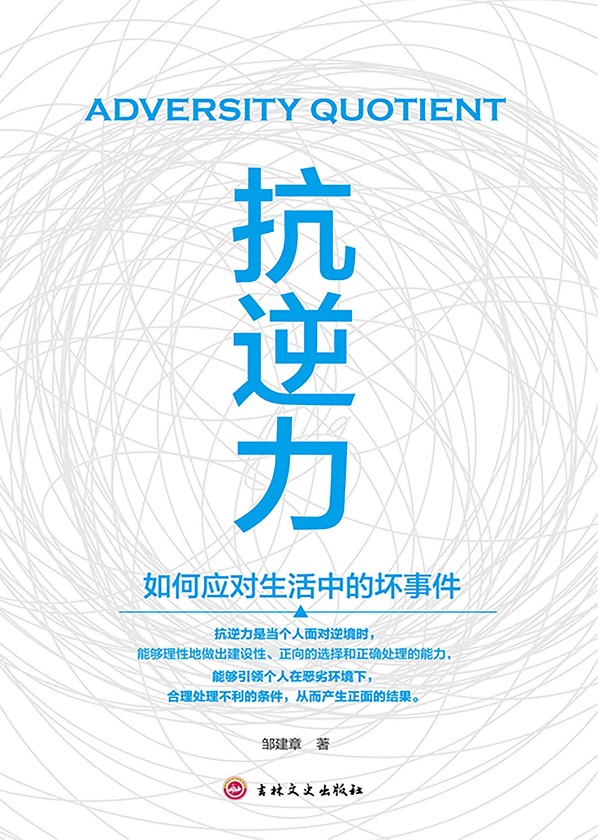 ADVERSITY QUOTIENT
抗逆力
如何应对生活中的坏事件
抗逆力是当个人面对逆境时，
能够理性地做出建设性、正向的选择和正确处理的能力，
能够引领个人在恶劣环境下，
合理处理不利的条件，从而产生正面的结果。
邹建章 著
吉林文史出版社